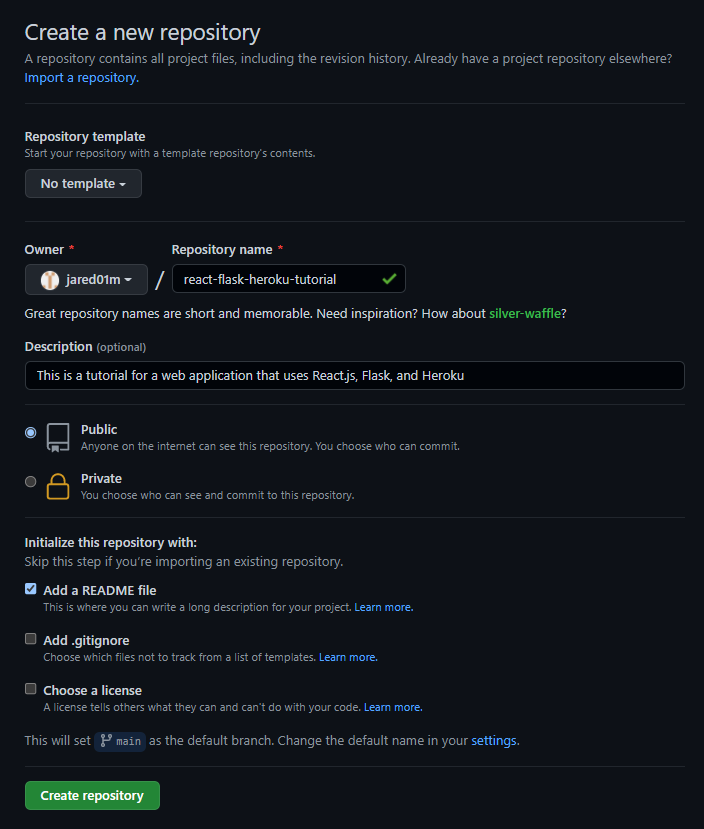 Create a new repository
A repository contains all project files, including the revision history. Already have a project repository elsewhere?
Import a repository.
Repository template
Start your repository with a template repository's contents.
No template
Owner * Repository name *
jared01m / react-flask-heroku-tutorial
Great repository names are short and memorable. Need inspiration? How about silver-waffle?
Description (optional)
This is a tutorial for a web application that uses React.js, Flask, and Heroku
Public
Anyone on the internet can see this repository. You choose who can commit.
Private
You choose who can see and commit to this repository.
Initialize this repository with:
Skip this step if you're importing an existing repository.
Add a README file
This is where you can write a long description for your project. Learn more.
Add .gitignore
Choose which files not to track from a list of templates. Learn more.
Choose a license
A license tells others what they can and can't do with your code. Learn more.
This will set main as the default branch. Change the default name in your settings.
Create repository